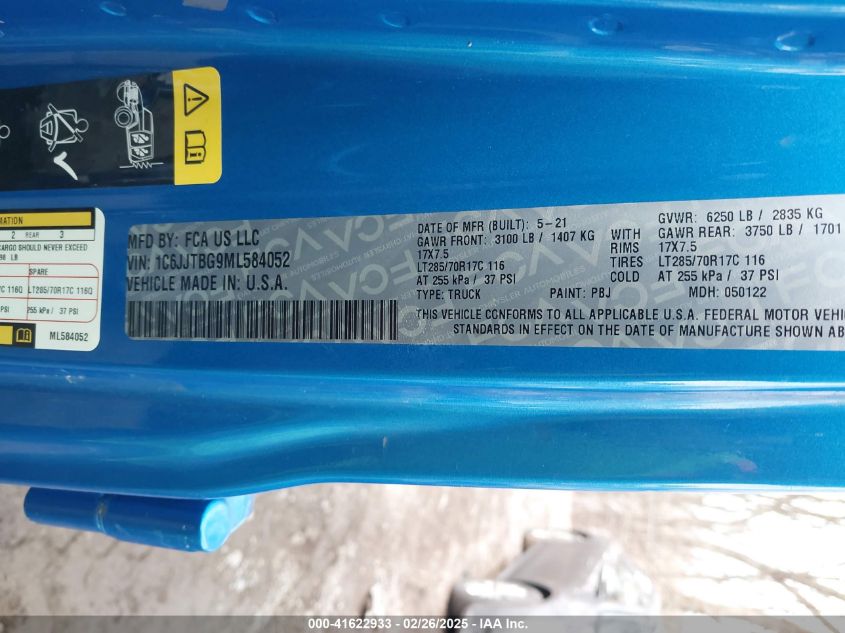 MATION
2 REAR 3
CARGO SHOULD NEVER EXCEED
LB
SPARE
C 116Q LT285/70R17C 116Q
PSI 255 kPa / 37 PSI
ML584052
MFD BY: FCA US LLC
VIN: 1C6JJTBG9ML584052
VEHICLE MADE IN U.S.A.
DATE OF MFR (BUILT): 5-21
GAWR FRONT: 3100 LB / 1407 KG
17X7.5
LT285/70R17C 116
AT 255 kPa / 37 PSI
TYPE: TRUCK PAINT: PBJ MDH: 050122
WITH
RIMS
TIRES
COLD
GVWR: 6250 LB / 2835 KG
GAWR REAR: 3750 LB / 1701
17X7.5
LT285/70R17C 116
AT 255 kPa / 37 PSI
THIS VEHICLE CONFORMS TO ALL APPLICABLE U.S.A. FEDERAL MOTOR VEHIC
STANDARDS IN EFFECT ON THE DATE OF MANUFACTURE SHOWN AB
000-41622933 - 02/26/2025 - IAA Inc.